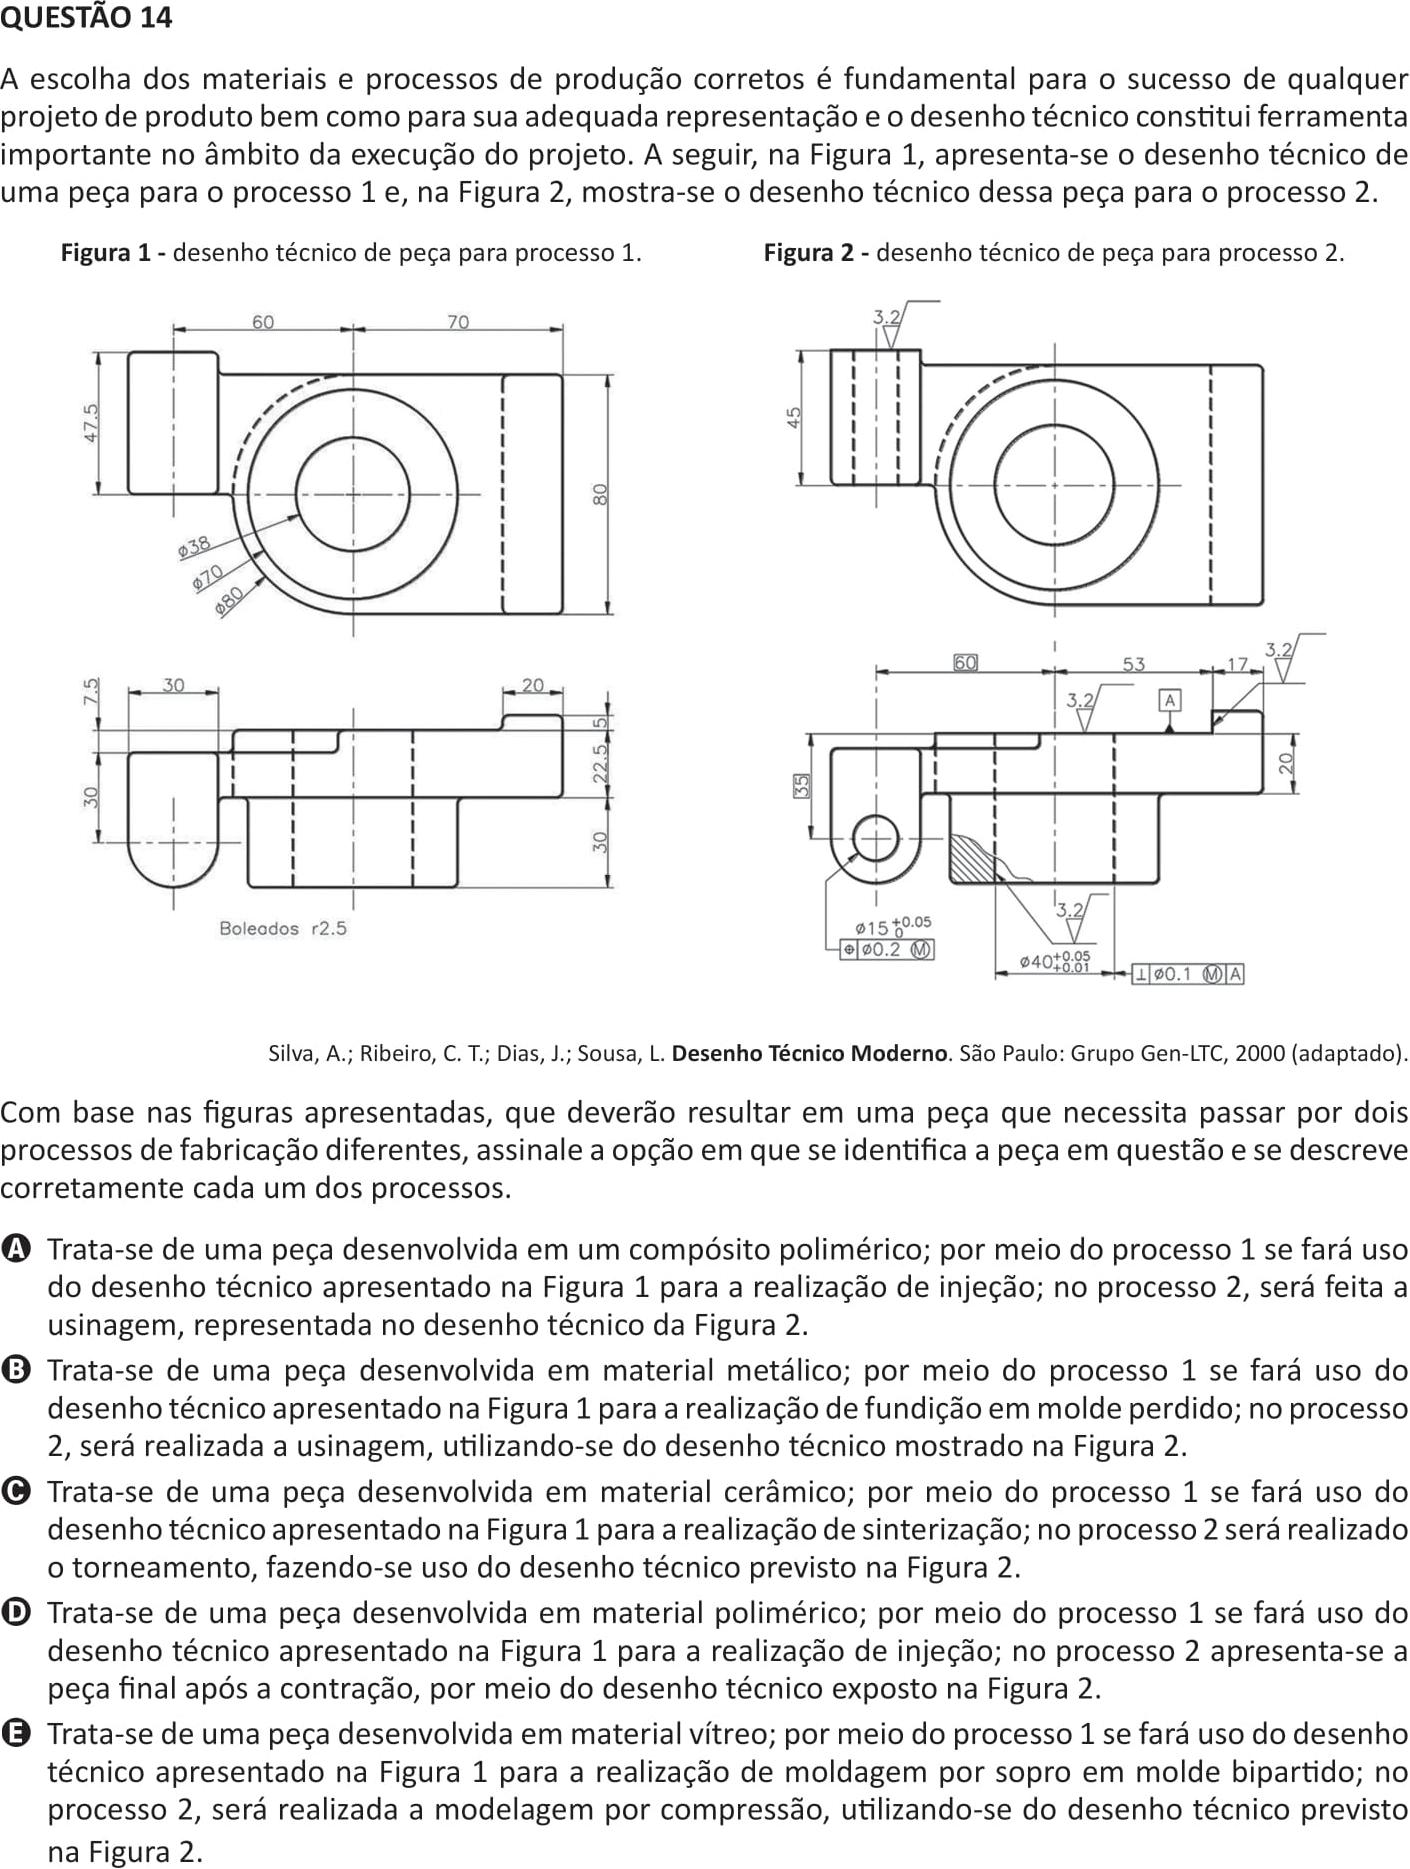 QUESTÃO 14
A escolha dos materiais e processos de produção corretos é fundamental para o sucesso de qualquer
projeto de produto bem como para sua adequada representação e o desenho técnico constitui ferramenta
importante no âmbito da execução do projeto. A seguir, na Figura 1, apresenta-se o desenho técnico de
uma peça para o processo 1 e, na Figura 2, mostra-se o desenho técnico dessa peça para o processo 2.
Figura 1 - desenho técnico de peça para processo 1.
Figura 2 - desenho técnico de peça para processo 2.
60
70
47.5
80
ø38
ø70
ø80
7.5
30
20
5
22.5
30
30
Boleados r2.5
3.2
45
60
53
17
3.2
3.2
A
35
20
ø15 +0.05
0
⌖ ø0.2 Ⓜ
3.2
ø40 +0.05
+0.01
⊥ ø0.1 Ⓜ A
Silva, A.; Ribeiro, C. T.; Dias, J.; Sousa, L. Desenho Técnico Moderno. São Paulo: Grupo Gen-LTC, 2000 (adaptado).
Com base nas figuras apresentadas, que deverão resultar em uma peça que necessita passar por dois
processos de fabricação diferentes, assinale a opção em que se identifica a peça em questão e se descreve
corretamente cada um dos processos.
A Trata-se de uma peça desenvolvida em um compósito polimérico; por meio do processo 1 se fará uso
do desenho técnico apresentado na Figura 1 para a realização de injeção; no processo 2, será feita a
usinagem, representada no desenho técnico da Figura 2.
B Trata-se de uma peça desenvolvida em material metálico; por meio do processo 1 se fará uso do
desenho técnico apresentado na Figura 1 para a realização de fundição em molde perdido; no processo
2, será realizada a usinagem, utilizando-se do desenho técnico mostrado na Figura 2.
C Trata-se de uma peça desenvolvida em material cerâmico; por meio do processo 1 se fará uso do
desenho técnico apresentado na Figura 1 para a realização de sinterização; no processo 2 será realizado
o torneamento, fazendo-se uso do desenho técnico previsto na Figura 2.
D Trata-se de uma peça desenvolvida em material polimérico; por meio do processo 1 se fará uso do
desenho técnico apresentado na Figura 1 para a realização de injeção; no processo 2 apresenta-se a
peça final após a contração, por meio do desenho técnico exposto na Figura 2.
E Trata-se de uma peça desenvolvida em material vítreo; por meio do processo 1 se fará uso do desenho
técnico apresentado na Figura 1 para a realização de moldagem por sopro em molde bipartido; no
processo 2, será realizada a modelagem por compressão, utilizando-se do desenho técnico previsto
na Figura 2.